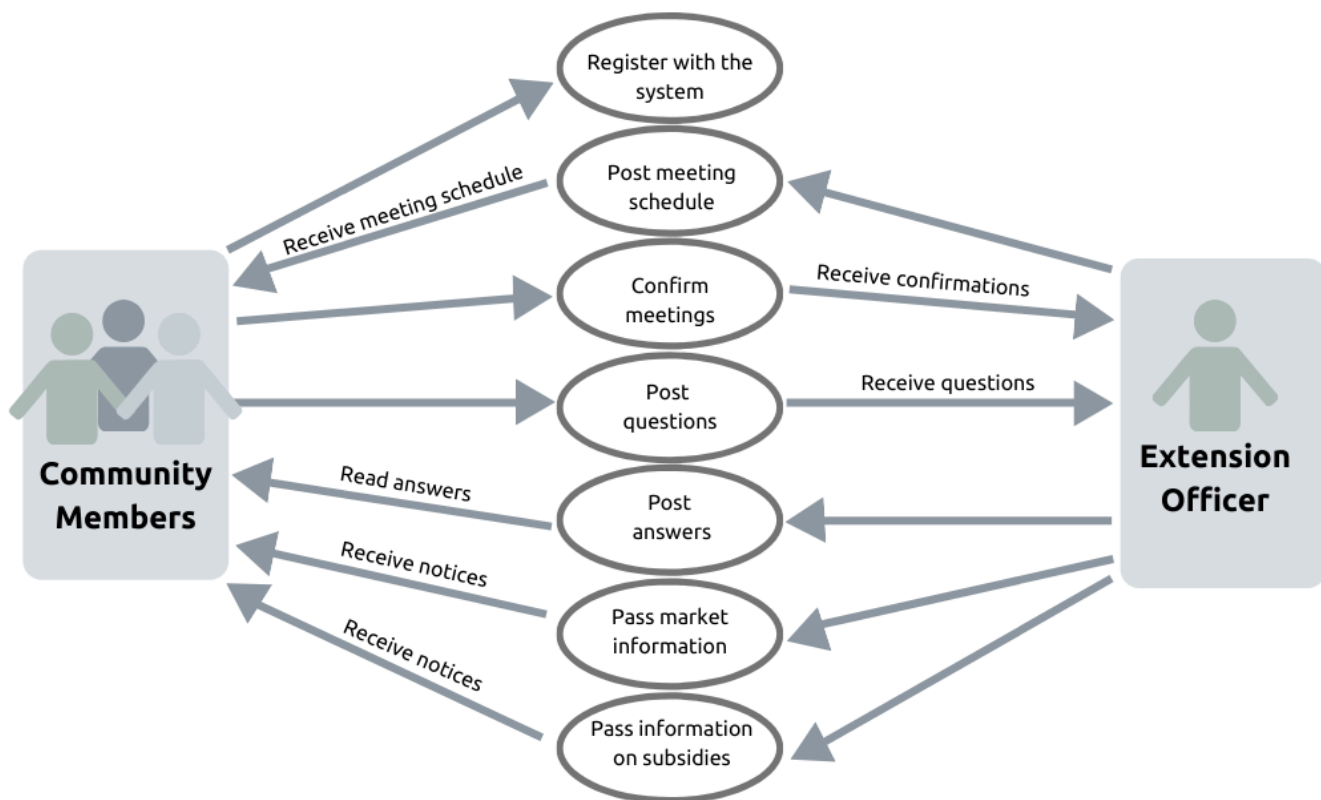 Register with the
system
Post meeting
schedule
Receive meeting schedule
Confirm
meetings
Receive confirmations
Post
questions
Receive questions
Community
Members
Extension
Officer
Read answers
Post
answers
Receive notices
Pass market
information
Receive notices
Pass information
on subsidies